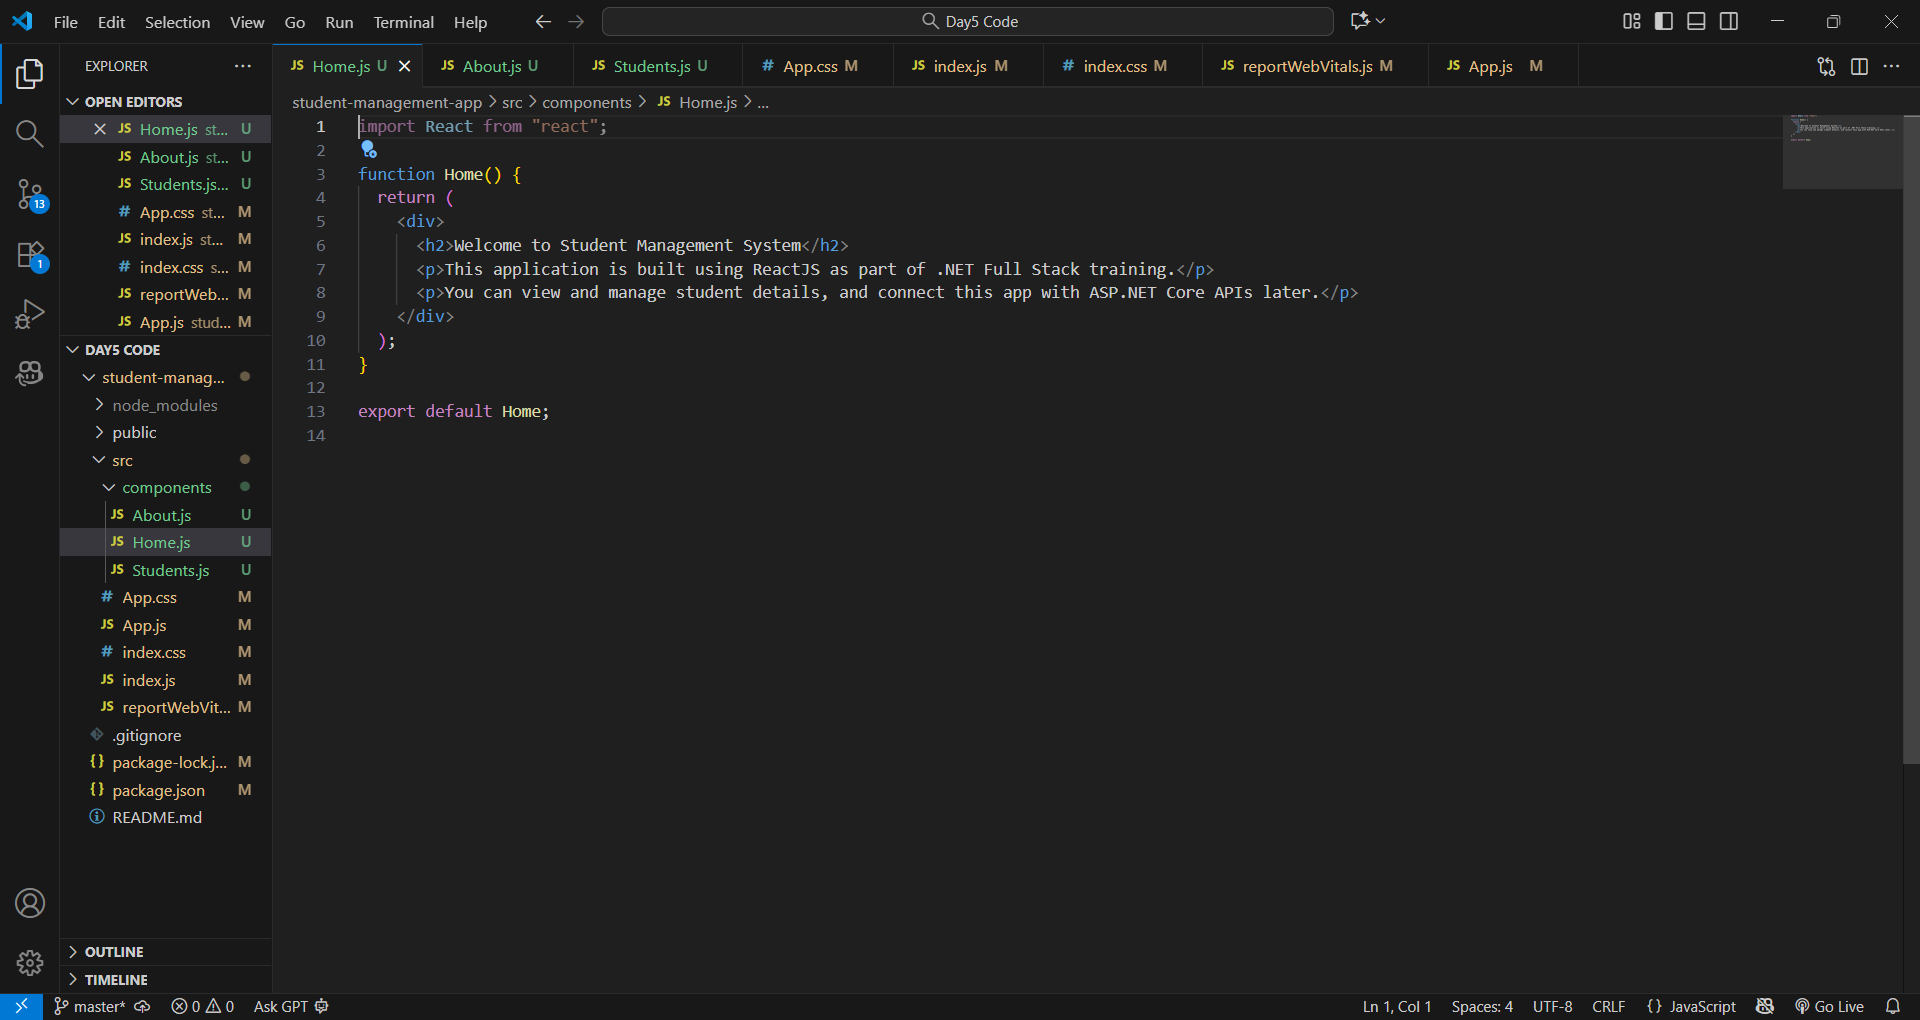 File Edit Selection View Go Run Terminal Help
Day5 Code
EXPLORER
OPEN EDITORS
JS Home.js st... U
JS About.js st... U
JS Students.js... U
# App.css st... M
JS index.js st... M
# index.css s... M
JS reportWeb... M
JS App.js stud... M
DAY5 CODE
student-manag...
node_modules
public
src
components
JS About.js U
JS Home.js U
JS Students.js U
# App.css M
JS App.js M
# index.css M
JS index.js M
JS reportWebVit... M
.gitignore
{} package-lock.j... M
{} package.json M
README.md
OUTLINE
TIMELINE
13
1
JS Home.js U JS About.js U JS Students.js U # App.css M JS index.js M # index.css M JS reportWebVitals.js M JS App.js M
student-management-app > src > components > JS Home.js > ...
1 import React from "react";
2
3 function Home() {
4 return (
5 <div>
6 <h2>Welcome to Student Management System</h2>
7 <p>This application is built using ReactJS as part of .NET Full Stack training.</p>
8 <p>You can view and manage student details, and connect this app with ASP.NET Core APIs later.</p>
9 </div>
10 );
11 }
12
13 export default Home;
14
master* 0 0 Ask GPT Ln 1, Col 1 Spaces: 4 UTF-8 CRLF {} JavaScript Go Live